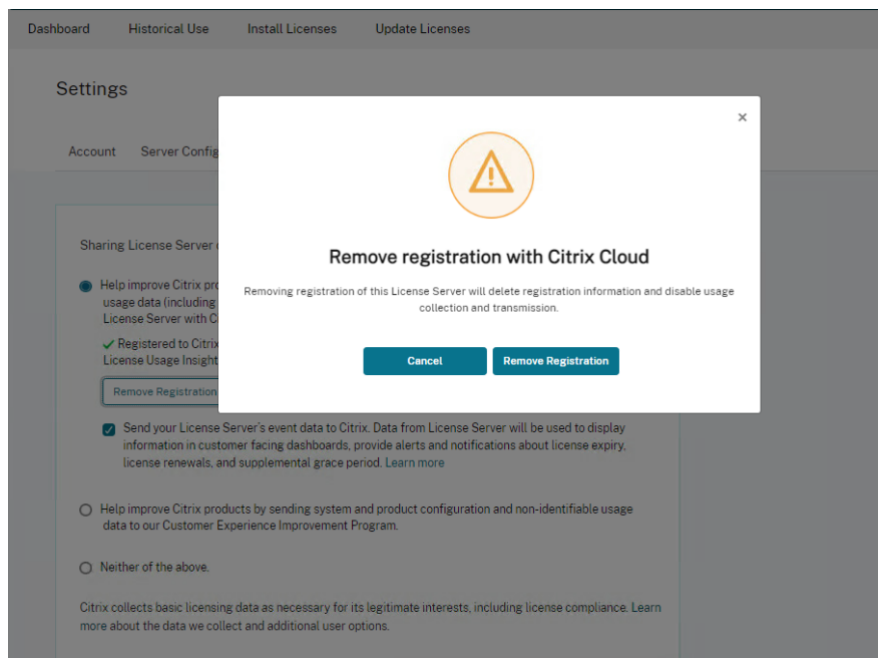 Dashboard Historical Use Install Licenses Update Licenses
Settings
Account Server Config
×
Remove registration with Citrix Cloud
Removing registration of this License Server will delete registration information and disable usage
collection and transmission.
Cancel Remove Registration
Sharing License Server
Help improve Citrix pro
usage data (including
License Server with C
Registered to Citrix
License Usage Insight
Remove Registration
Send your License Server's event data to Citrix. Data from License Server will be used to display
information in customer facing dashboards, provide alerts and notifications about license expiry,
license renewals, and supplemental grace period. Learn more
Help improve Citrix products by sending system and product configuration and non-identifiable usage
data to our Customer Experience Improvement Program.
Neither of the above.
Citrix collects basic licensing data as necessary for its legitimate interests, including license compliance. Learn
more about the data we collect and additional user options.